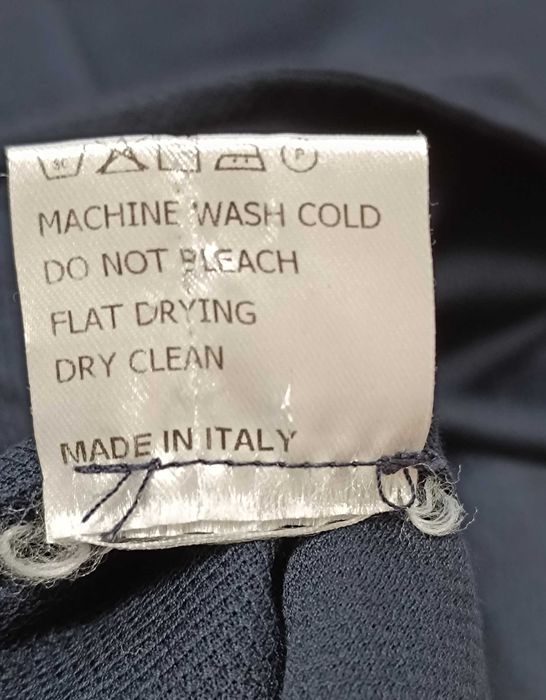 P
MACHINE WASH COLD
DO NOT BLEACH
FLAT DRYING
DRY CLEAN
MADE IN ITALY